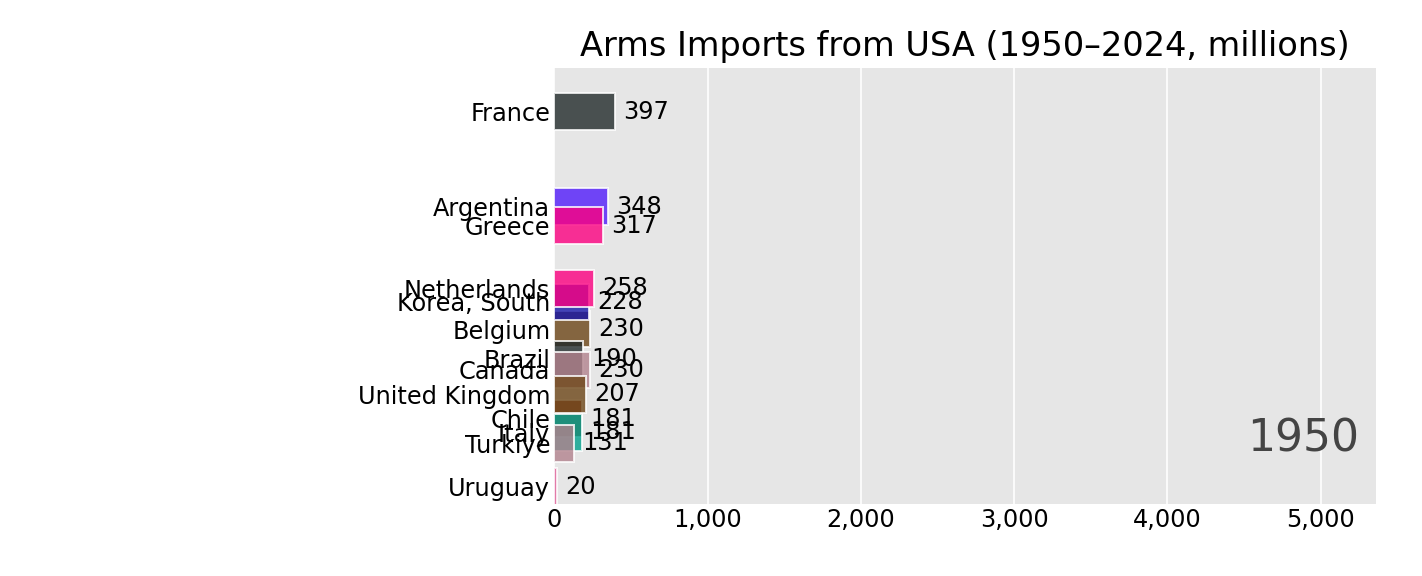 Arms Imports from USA (1950–2024, millions)
France 397
Argentina 348
Greece 317
Netherlands 258
Korea, South 228
Belgium 230
Brazil 190
Canada 230
United Kingdom 207
Chile 181
Italy 181
Turkiye 131
1950
Uruguay 20
0 1,000 2,000 3,000 4,000 5,000